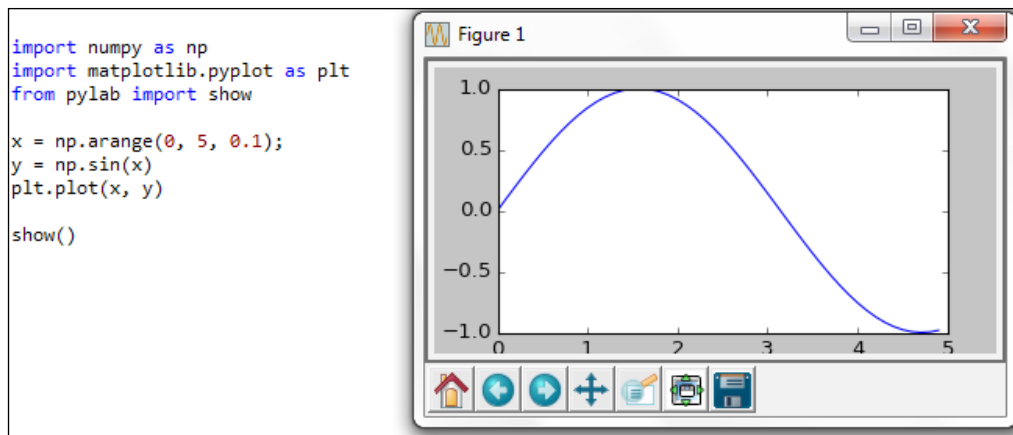 import numpy as np
import matplotlib.pyplot as plt
from pylab import show
x = np.arange(0, 5, 0.1);
y = np.sin(x)
plt.plot(x, y)
show()
Figure 1
1.0
0.5
0.0
−0.5
−1.0
0 1 2 3 4 5